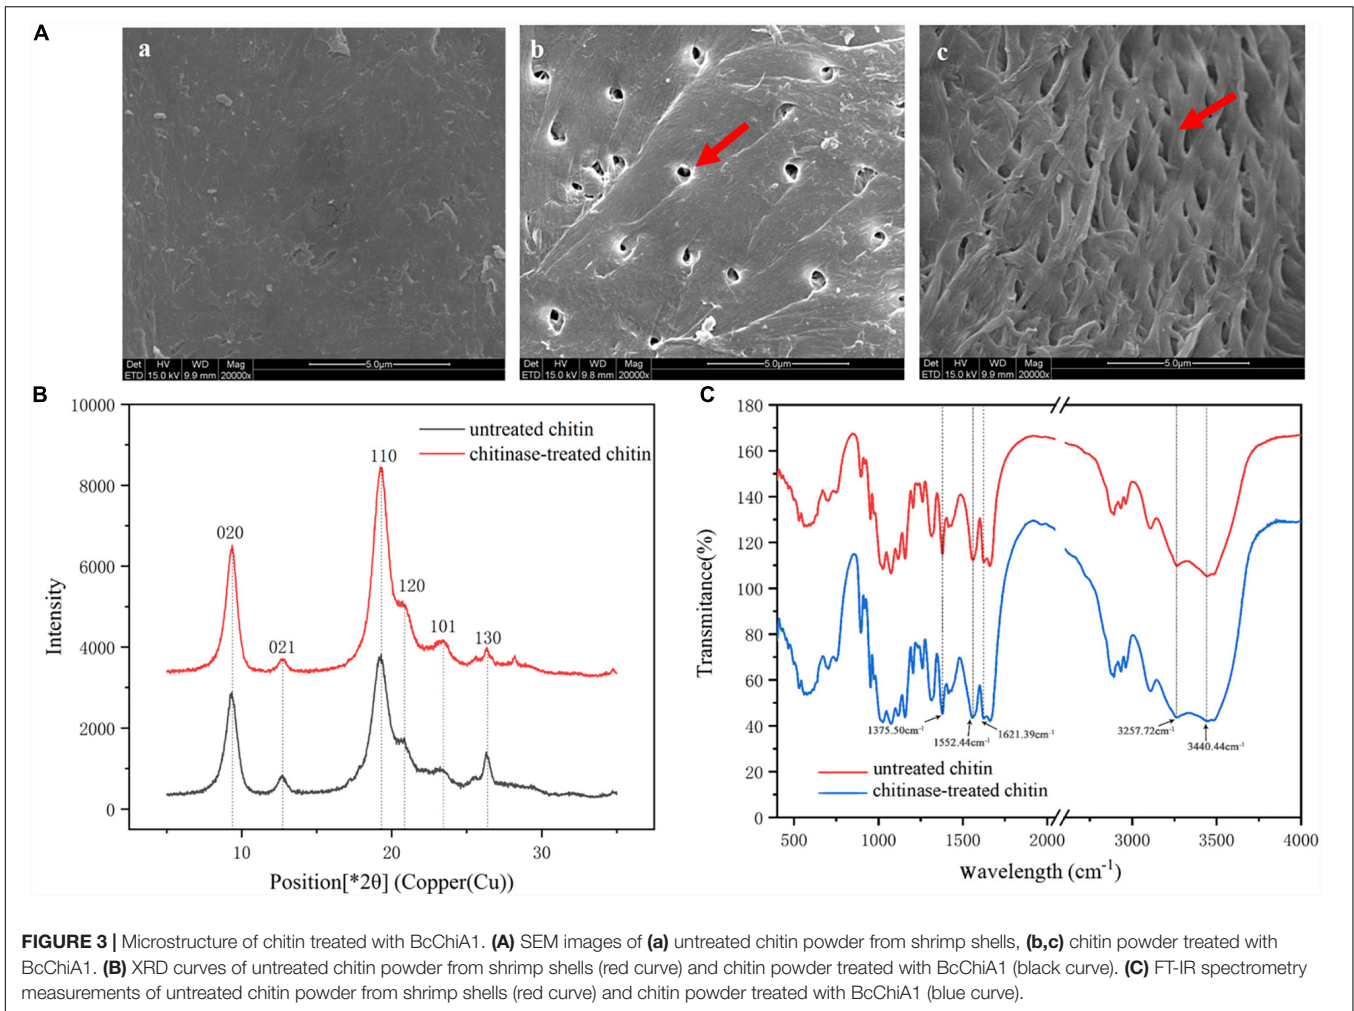 A
a
b
c
Det HV WD Mag 5.0μm
ETD 15.0 kV 9.9 mm 20000x
Det HV WD Mag 5.0μm
ETD 15.0 kV 9.8 mm 20000x
Det HV WD Mag 5.0μm
ETD 15.0 kV 9.9 mm 20000x
B
10000
8000
6000
4000
2000
0
Intensity
untreated chitin
chitinase-treated chitin
020
021
110
120
101
130
10 20 30
Position[*2θ] (Copper(Cu))
C
180
160
140
120
100
80
60
40
20
0
Transmitance(%)
1375.50cm⁻¹
1552.44cm⁻¹
1621.39cm⁻¹
3257.72cm⁻¹
3440.44cm⁻¹
untreated chitin
chitinase-treated chitin
500 1000 1500 2000 3000 3500 4000
Wavelength (cm⁻¹)
FIGURE 3 | Microstructure of chitin treated with BcChiA1. (A) SEM images of (a) untreated chitin powder from shrimp shells, (b,c) chitin powder treated with
BcChiA1. (B) XRD curves of untreated chitin powder from shrimp shells (red curve) and chitin powder treated with BcChiA1 (black curve). (C) FT-IR spectrometry
measurements of untreated chitin powder from shrimp shells (red curve) and chitin powder treated with BcChiA1 (blue curve).